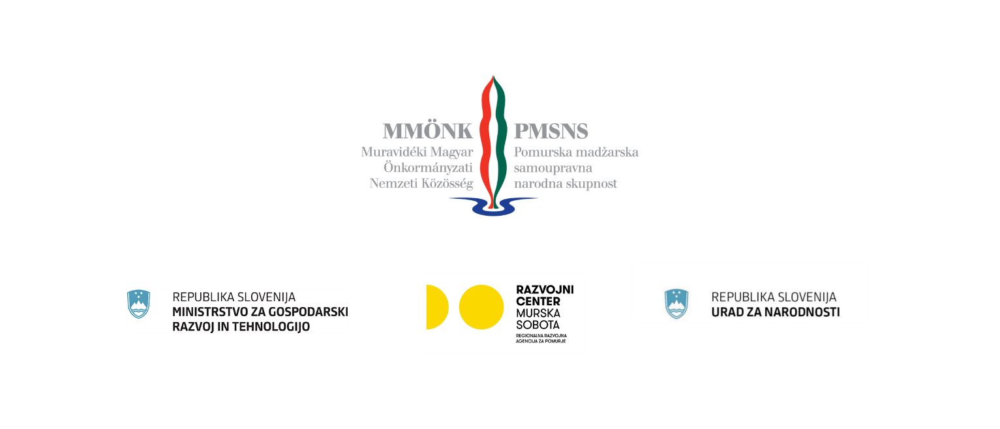 MMÖNK
Muravidéki Magyar
Önkormányzati
Nemzeti Közösség
PMSNS
Pomurska madžarska
samoupravna
narodna skupnost
REPUBLIKA SLOVENIJA
MINISTRSTVO ZA GOSPODARSKI
RAZVOJ IN TEHNOLOGIJO
RAZVOJNI
CENTER
MURSKA
SOBOTA
REGIONALNA RAZVOJNA
AGENCIJA ZA POMURJE
REPUBLIKA SLOVENIJA
URAD ZA NARODNOSTI